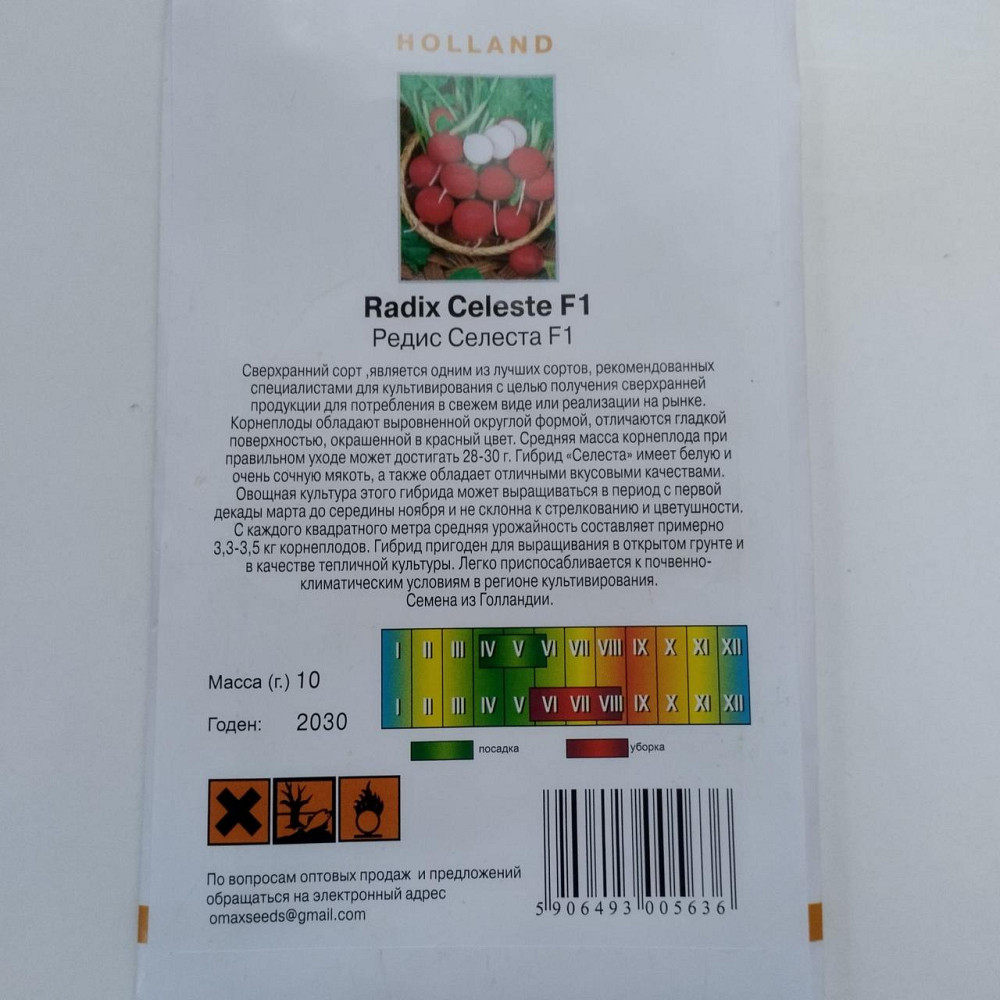 HOLLAND
Radix Celeste F1
Редис Селеста F1
Сверхранний сорт ,является одним из лучших сортов, рекомендованных
специалистами для культивирования с целью получения сверхранней
продукции для потребления в свежем виде или реализации на рынке.
Корнеплоды обладают выровненной округлой формой, отличаются гладкой
поверхностью, окрашенной в красный цвет. Средняя масса корнеплода при
правильном уходе может достигать 28-30 г. Гибрид «Селеста» имеет белую и
очень сочную мякоть, а также обладает отличными вкусовыми качествами.
Овощная культура этого гибрида может выращиваться в период с первой
декады марта до середины ноября и не склонна к стрелкованию и цветушности.
С каждого квадратного метра средняя урожайность составляет примерно
3,3-3,5 кг корнеплодов. Гибрид пригоден для выращивания в открытом грунте и
в качестве тепличной культуры. Легко приспосабливается к почвенно-
климатическим условиям в регионе культивирования.
Семена из Голландии.
I II III IV V VI VII VIII IX X XI XII
Масса (г.) 10
I II III IV V VI VII VIII IX X XI XII
Годен: 2030
посадка уборка
По вопросам оптовых продаж и предложений
обращаться на электронный адрес
omaxseeds@gmail.com
5 906493 005636